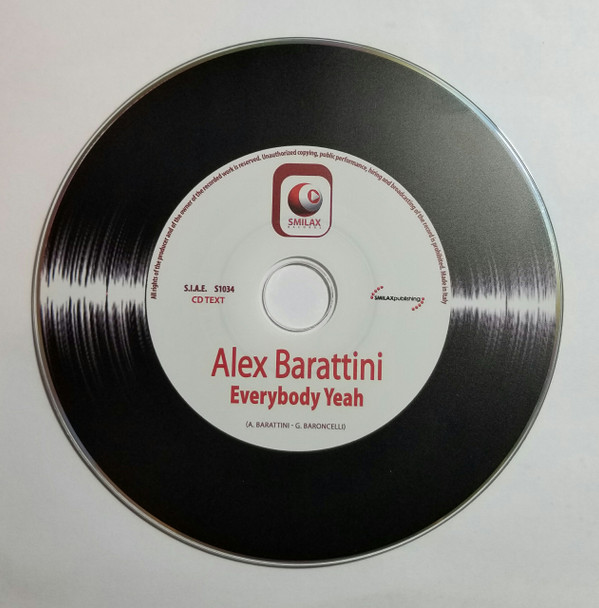 All rights of the producer and of the owner of the recorded work is reserved. Unauthorized copying, public performance, hiring and broadcasting of the record is prohibited. Made in Italy
SMILAX
RECORDS
S.I.A.E. S1034
CD TEXT
SMILAXpublishing
Alex Barattini
Everybody Yeah
(A. BARATTINI - G. BARONCELLI)